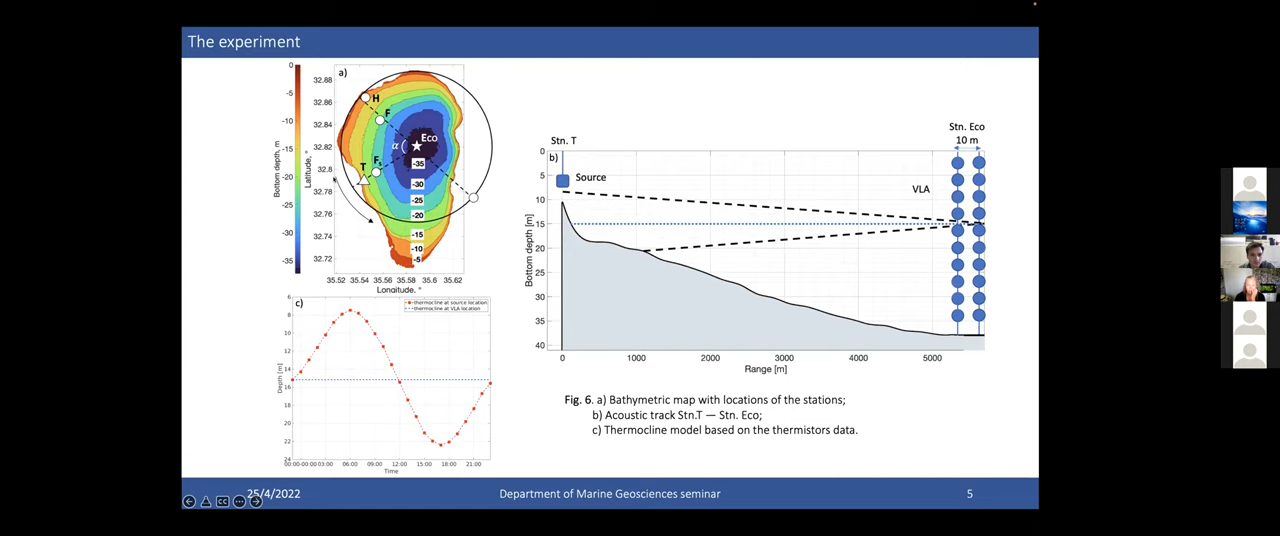 The experiment
a)
0
-5
-10
-15
-20
-25
-30
-35
Bottom depth, m
32.88
32.86
32.84
32.82
32.8
32.78
32.76
32.74
32.72
Latitude, °
H
F
Eco
α
T
Fs
-35
-30
-25
-20
-15
-10
-5
35.52 35.54 35.56 35.58 35.6 35.62
Longitude, °
c)
thermocline at source location
thermocline at VLA location
6
8
12
14
16
18
20
22
24
Depth [m]
00:00 00:00 03:00 06:00 09:00 12:00 15:00 18:00 21:00
Time
Stn. T
Stn. Eco
10 m
b)
Source
VLA
0
5
10
15
20
25
30
35
40
Bottom depth [m]
0 1000 2000 3000 4000 5000
Range [m]
Fig. 6. a) Bathymetric map with locations of the stations;
b) Acoustic track Stn.T — Stn. Eco;
c) Thermocline model based on the thermistors data.
25/4/2022
Department of Marine Geosciences seminar
5
CC